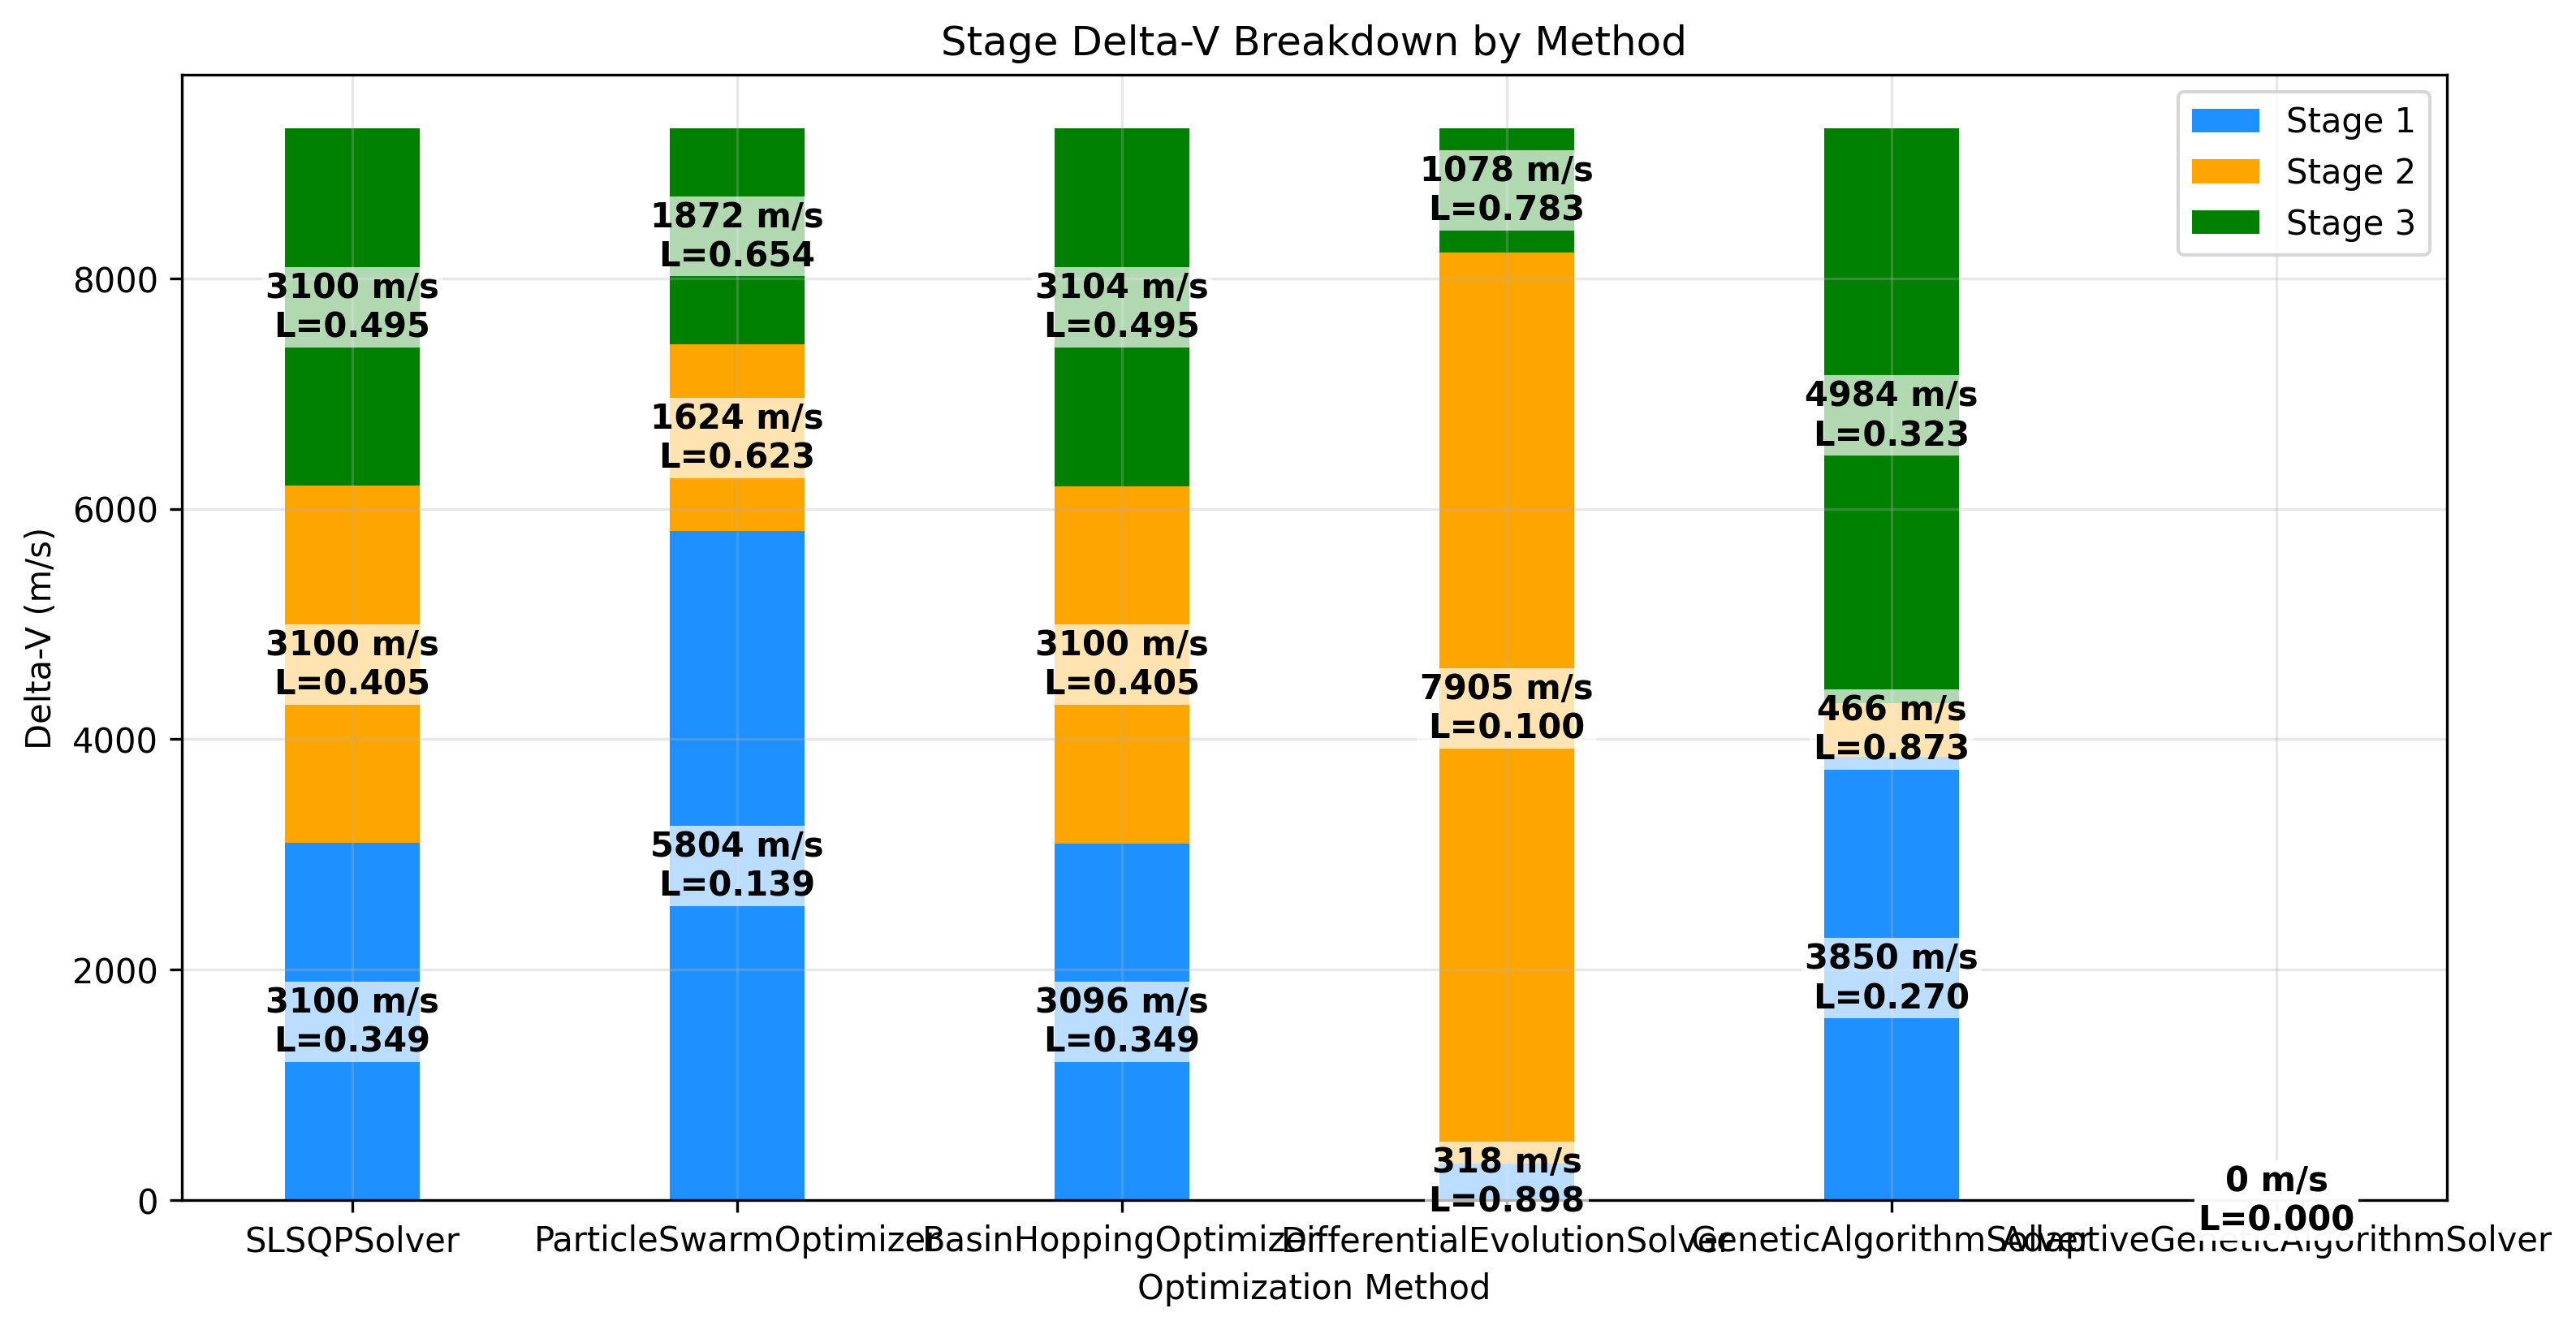 Stage Delta-V Breakdown by Method
Stage 1
Stage 2
Stage 3
Delta-V (m/s)
8000
6000
4000
2000
0
3100 m/s
L=0.495
3100 m/s
L=0.405
3100 m/s
L=0.349
1872 m/s
L=0.654
1624 m/s
L=0.623
5804 m/s
L=0.139
3104 m/s
L=0.495
3100 m/s
L=0.405
3096 m/s
L=0.349
1078 m/s
L=0.783
7905 m/s
L=0.100
318 m/s
L=0.898
4984 m/s
L=0.323
466 m/s
L=0.873
3850 m/s
L=0.270
0 m/s
L=0.000
SLSQPSolver
ParticleSwarmOptimizer
BasinHoppingOptimizer
DifferentialEvolutionSolver
GeneticAlgorithmSolver
AdaptiveGeneticAlgorithmSolver
Optimization Method